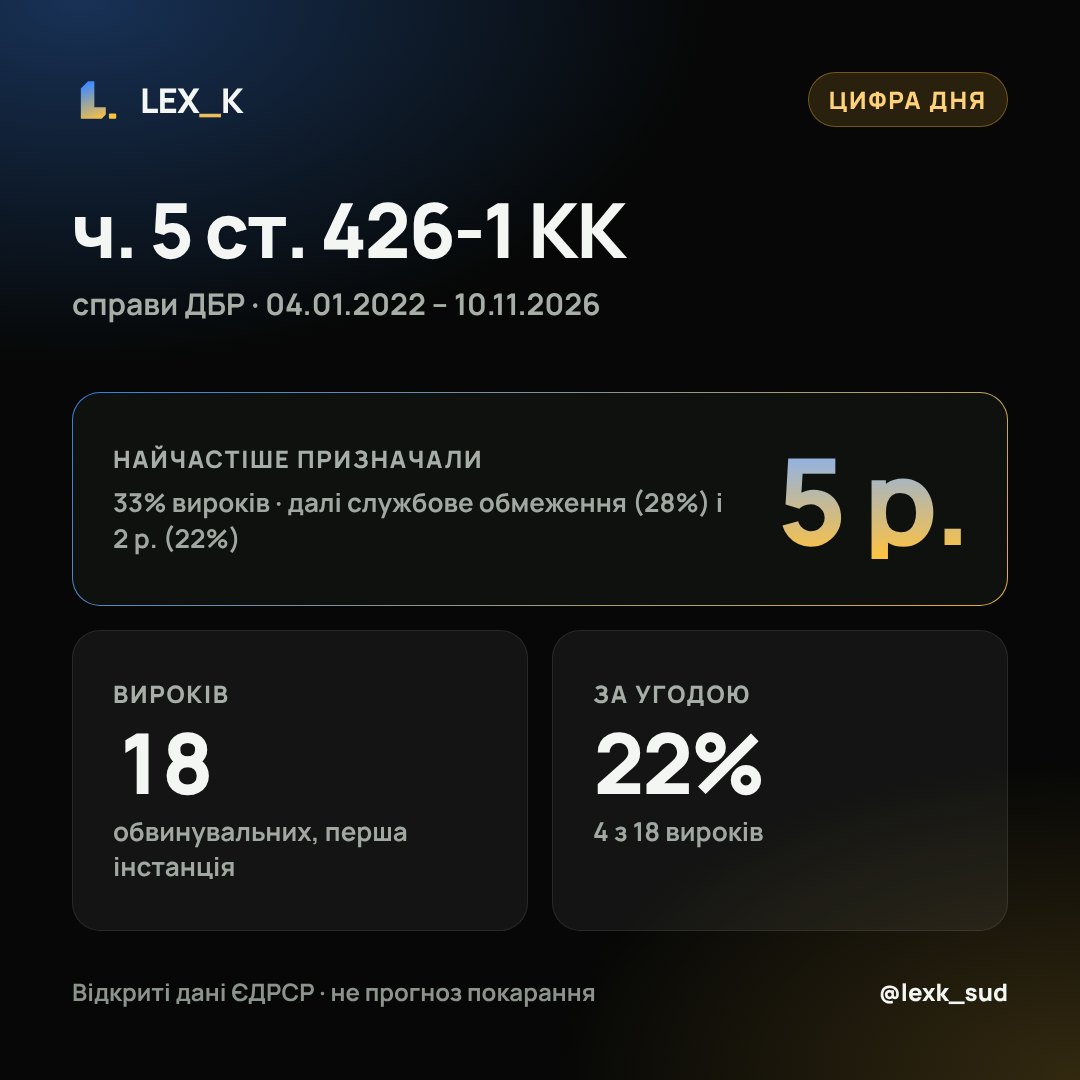 LEX_K
ЦИФРА ДНЯ
ч. 5 ст. 426-1 КК
справи ДБР · 04.01.2022 – 10.11.2026
НАЙЧАСТІШЕ ПРИЗНАЧАЛИ
33% вироків · далі службове обмеження (28%) і
2 р. (22%)
5 р.
ВИРОКІВ
18
обвинувальних, перша
інстанція
ЗА УГОДОЮ
22%
4 з 18 вироків
Відкриті дані ЄДРСР · не прогноз покарання
@lexk_sud